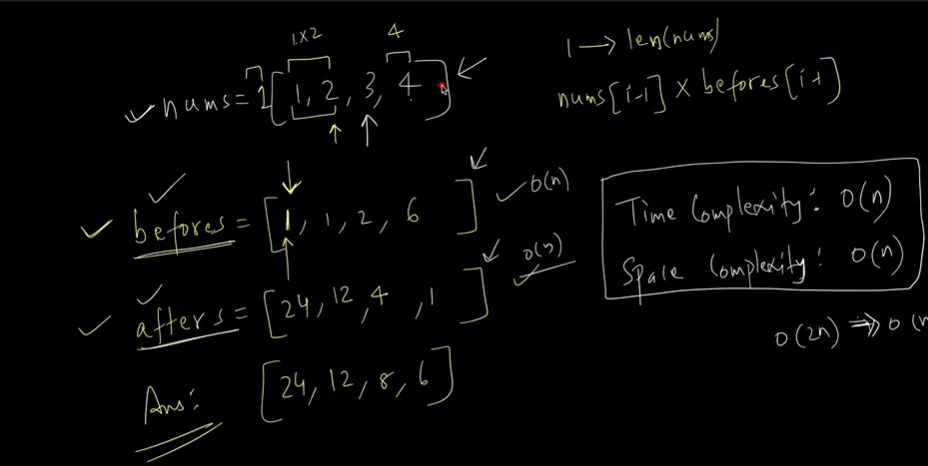 1x2
4
1 → len(nums)
nums = 1 [ 1, 2, 3, 4 ]
nums[i-1] x befores[i-1]
befores = [ 1, 1, 2, 6 ] O(n)
Time Complexity: O(n)
afters = [24, 12, 4, 1 ] O(n)
Space Complexity: O(n)
O(2n) ⇒ O(n
Ans: [24, 12, 8, 6]